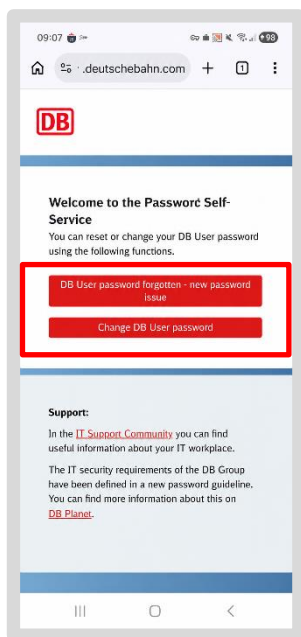 09:07
98
.deutschebahn.com
1
DB
Welcome to the Password Self-
Service
You can reset or change your DB User password
using the following functions.
DB User password forgotten - new password
issue
Change DB User password
Support:
In the IT Support Community you can find
useful information about your IT workplace.
The IT security requirements of the DB Group
have been defined in a new password guideline.
You can find more information about this on
DB Planet.